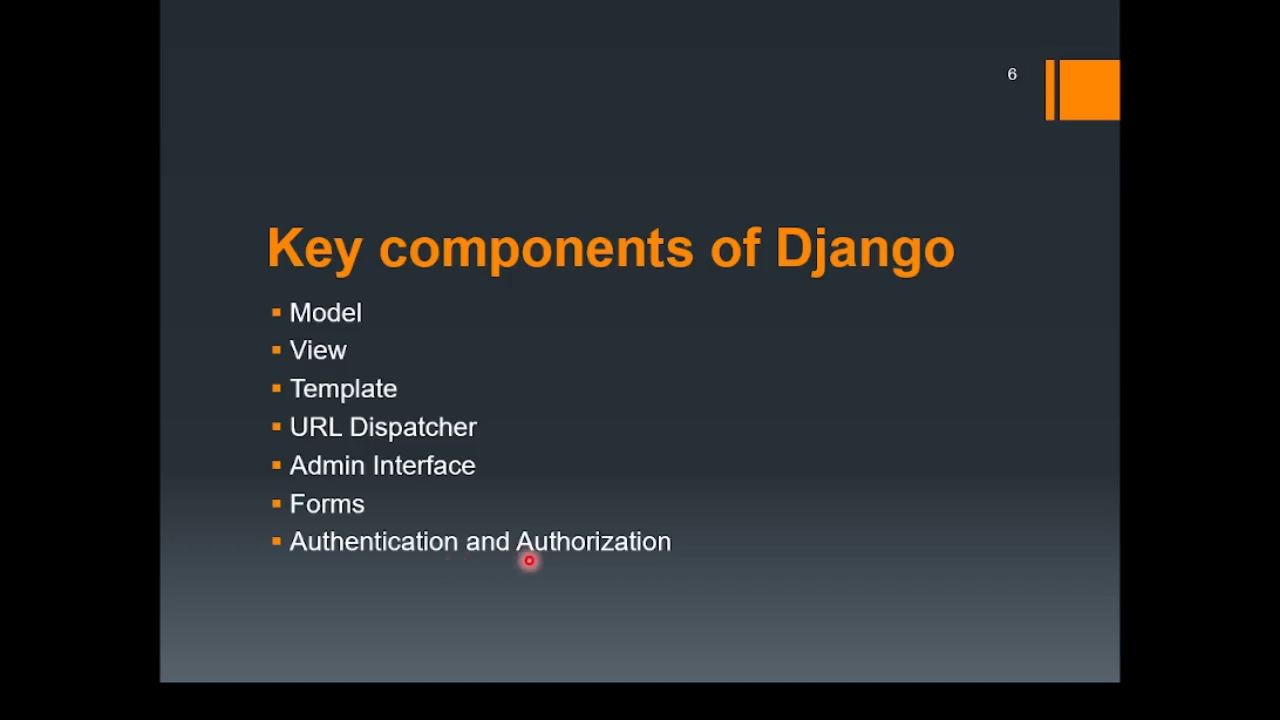 6
Key components of Django
Model
View
Template
URL Dispatcher
Admin Interface
Forms
Authentication and Authorization